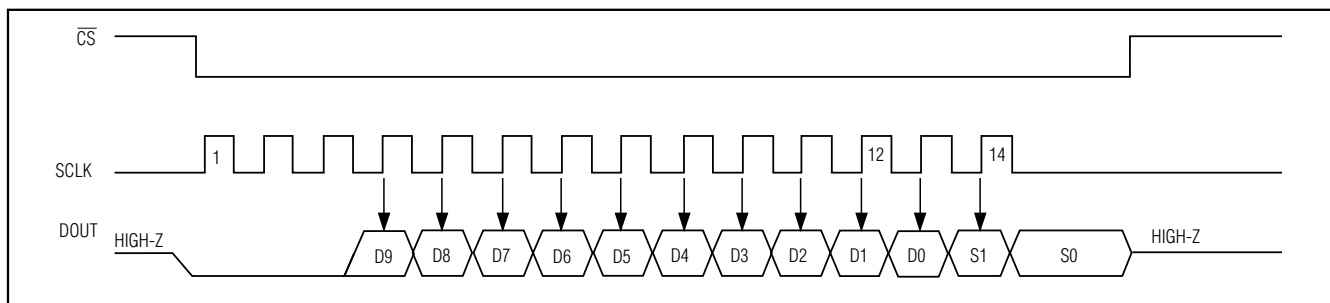 CS
SCLK 1 12 14
DOUT HIGH-Z D9 D8 D7 D6 D5 D4 D3 D2 D1 D0 S1 S0 HIGH-Z